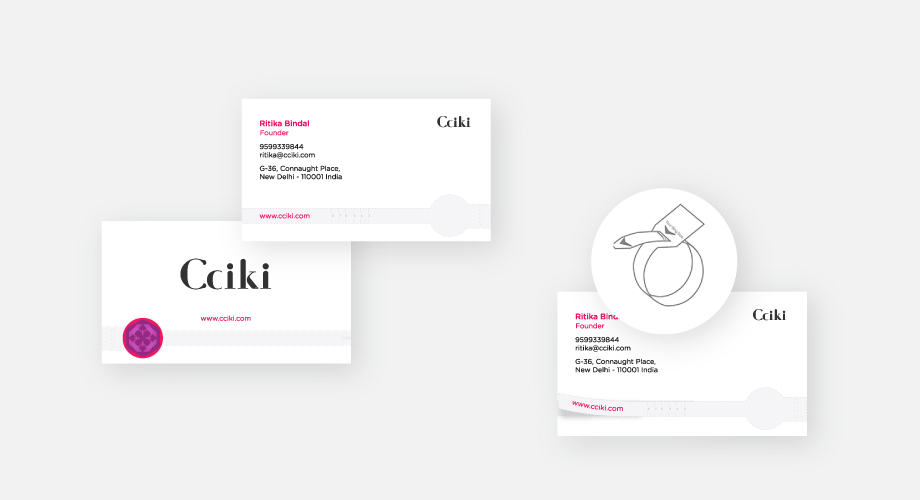 Ritika Bindal
Founder
Cciki
9599339844
ritika@cciki.com
G-36, Connaught Place,
New Delhi - 110001 India
www.cciki.com
Cciki
www.cciki.com
Ritika
Founder
Cciki
9599339844
ritika@cciki.com
G-36, Connaught Place,
New Delhi - 110001 India
www.cciki.com